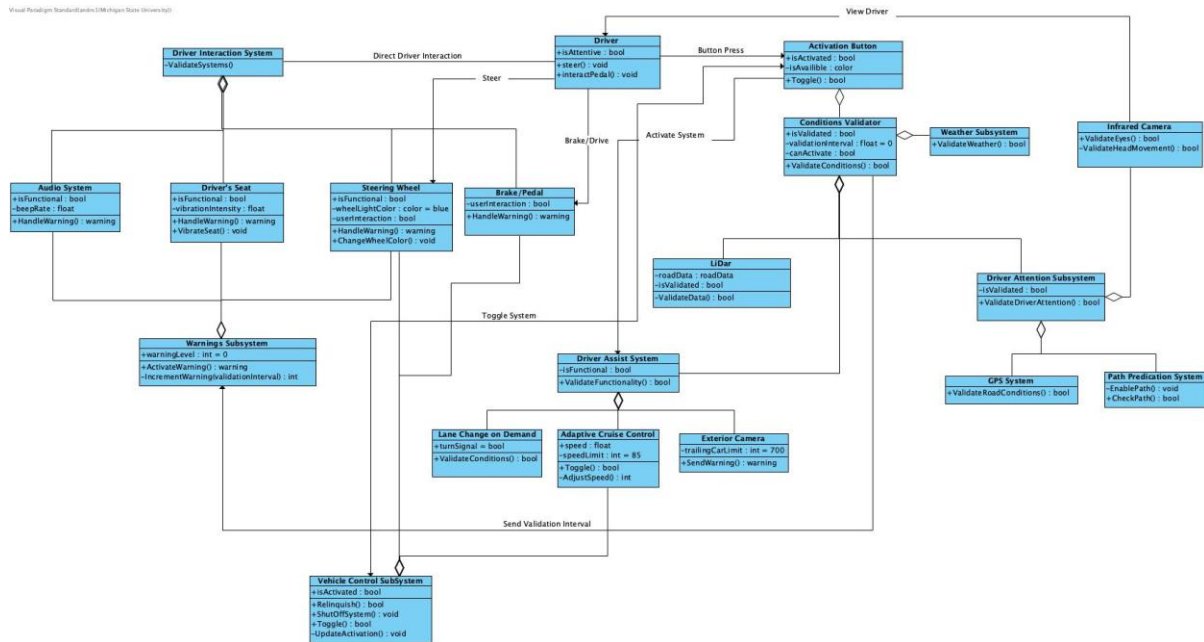 Visual Paradigm Standard(andrc1(Michigan State University))
View Driver
Driver Interaction System
-ValidateSystems()
Direct Driver Interaction
Driver
+isAttentive : bool
+steer() : void
+interactPedal() : void
Button Press
Activation Button
+isActivated : bool
-isAvailible : color
+Toggle() : bool
Steer
Brake/Drive
Activate System
Conditions Validator
+isValidated : bool
-validationInterval : float = 0
-canActivate : bool
+ValidateConditions() : bool
Weather Subsystem
+ValidateWeather() : bool
Infrared Camera
+ValidateEyes() : bool
-ValidateHeadMovement() : bool
Audio System
+isFunctional : bool
-beepRate : float
+HandleWarning() : warning
Driver's Seat
+isFunctional : bool
-vibrationIntensity : float
+HandleWarning() : warning
+VibrateSeat() : void
Steering Wheel
+isFunctional : bool
-wheelLightColor : color = blue
-userInteraction : bool
+HandleWarning() : warning
+ChangeWheelColor() : void
Brake/Pedal
-userInteraction : bool
+HandleWarning() : warning
LiDar
-roadData : roadData
-isValidated : bool
-ValidateData() : bool
Driver Attention Subsystem
-isValidated : bool
+ValidateDriverAttention() : bool
Toggle System
Warnings Subsystem
+warningLevel : int = 0
+ActivateWarning() : warning
-IncrementWarning(validationInterval) : int
Driver Assist System
-isFunctional : bool
+ValidateFunctionality() : bool
GPS System
+ValidateRoadConditions() : bool
Path Predication System
-EnablePath() : void
+CheckPath() : bool
Lane Change on Demand
+turnSignal = bool
+ValidateConditions() : bool
Adaptive Cruise Control
+speed : float
-speedLimit : int = 85
+Toggle() : bool
-AdjustSpeed() : int
Exterior Camera
-trailingCarLimit : int = 700
+SendWarning() : warning
Send Validation Interval
Vehicle Control SubSystem
+isActivated : bool
+Relinquish() : bool
+ShutOffSystem() : void
+Toggle() : bool
-UpdateActivation() : void